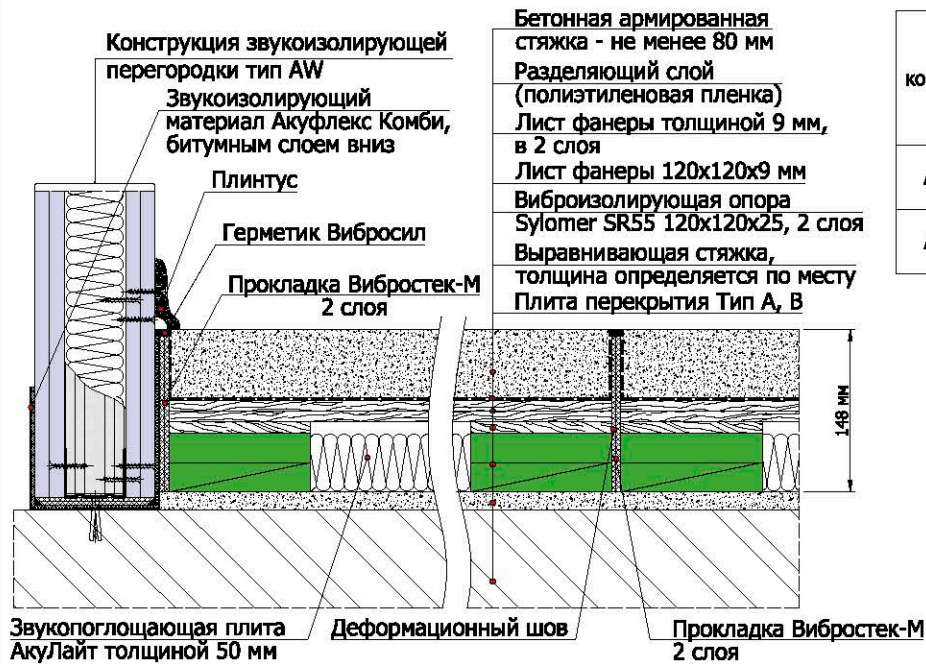 Конструкция звукоизолирующей
перегородки тип AW
Звукоизолирующий
материал Акуфлекс Комби,
битумным слоем вниз
Плинтус
Герметик Вибросил
Прокладка Вибростек-М
2 слоя
Бетонная армированная
стяжка - не менее 80 мм
Разделяющий слой
(полиэтиленовая пленка)
Лист фанеры толщиной 9 мм,
в 2 слоя
Лист фанеры 120x120x9 мм
Виброизолирующая опора
Sylomer SR55 120x120x25, 2 слоя
Выравнивающая стяжка,
толщина определяется по месту
Плита перекрытия Тип А, В
148 мм
Звукопоглощающая плита
АкуЛайт толщиной 50 мм
Деформационный шов
Прокладка Вибростек-М
2 слоя